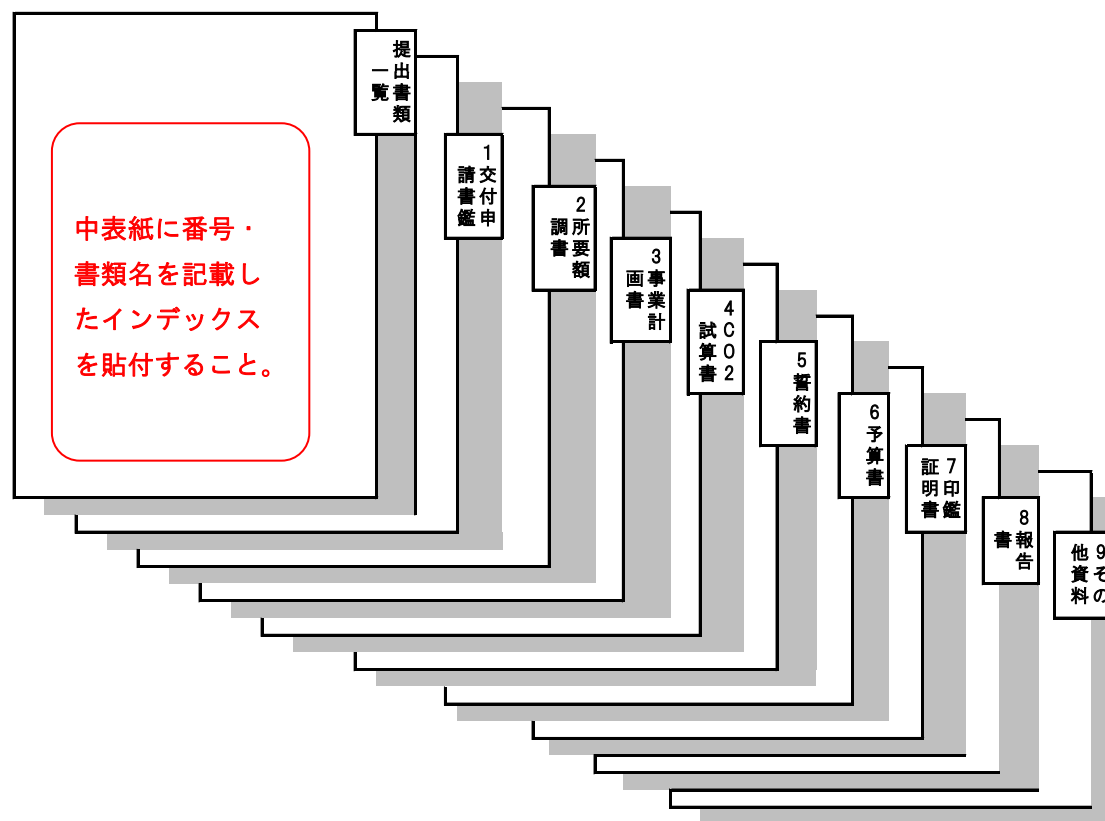 提出書類
一覧
1交付申
請書鑑
2所要額
調書
3事業計
画書
4CO2
試算書
5誓約書
6予算書
7印鑑
証明書
8報告
書
9その
他資料
中表紙に番号・
書類名を記載し
たインデックス
を貼付すること。